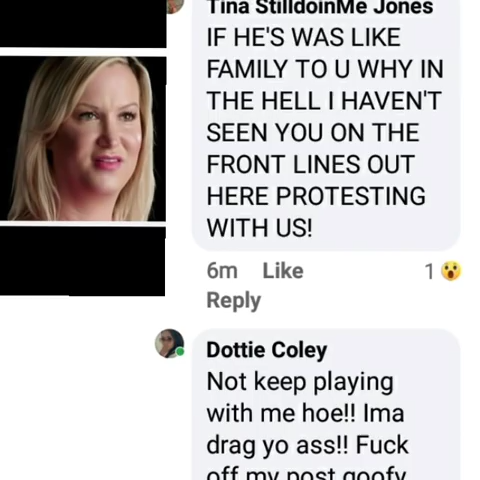 Tina StilldoinMe Jones
IF HE'S WAS LIKE
FAMILY TO U WHY IN
THE HELL I HAVEN'T
SEEN YOU ON THE
FRONT LINES OUT
HERE PROTESTING
WITH US!
6m Like 1
Reply
Dottie Coley
Not keep playing
with me hoe!! Ima
drag yo ass!! Fuck
off my post goofy